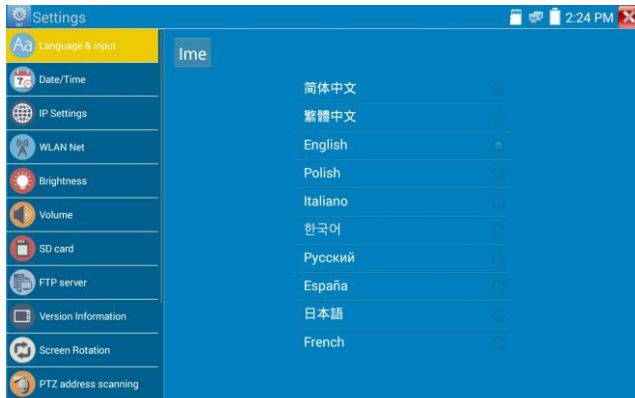 Settings
2:24 PM
Language & input
Date/Time
IP Settings
WLAN Net
Brightness
Volume
SD card
FTP server
Version Information
Screen Rotation
PTZ address scanning
Ime
简体中文
繁體中文
English
Polish
Italiano
한국어
Русский
España
日本語
French